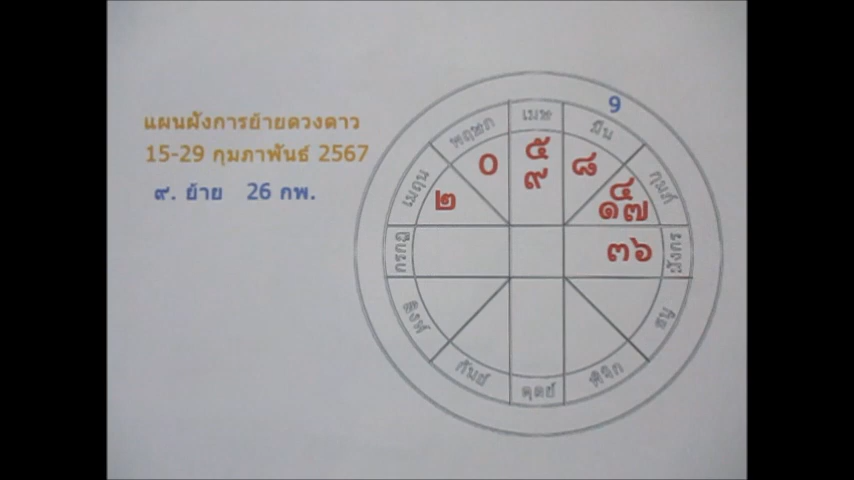 แผนผังการย้ายดวงดาว
15-29 กุมภาพันธ์ 2567
๙. ย้าย 26 กพ.
9
เมษ
พฤษภ
มีน
เมถุน
กุมภ์
๕
๐
๘
๙
๔
๒
๑๗
กรกฎ
๓๖
มังกร
สิงห์
ธนู
กันย์
ตุลย์
พิจิก